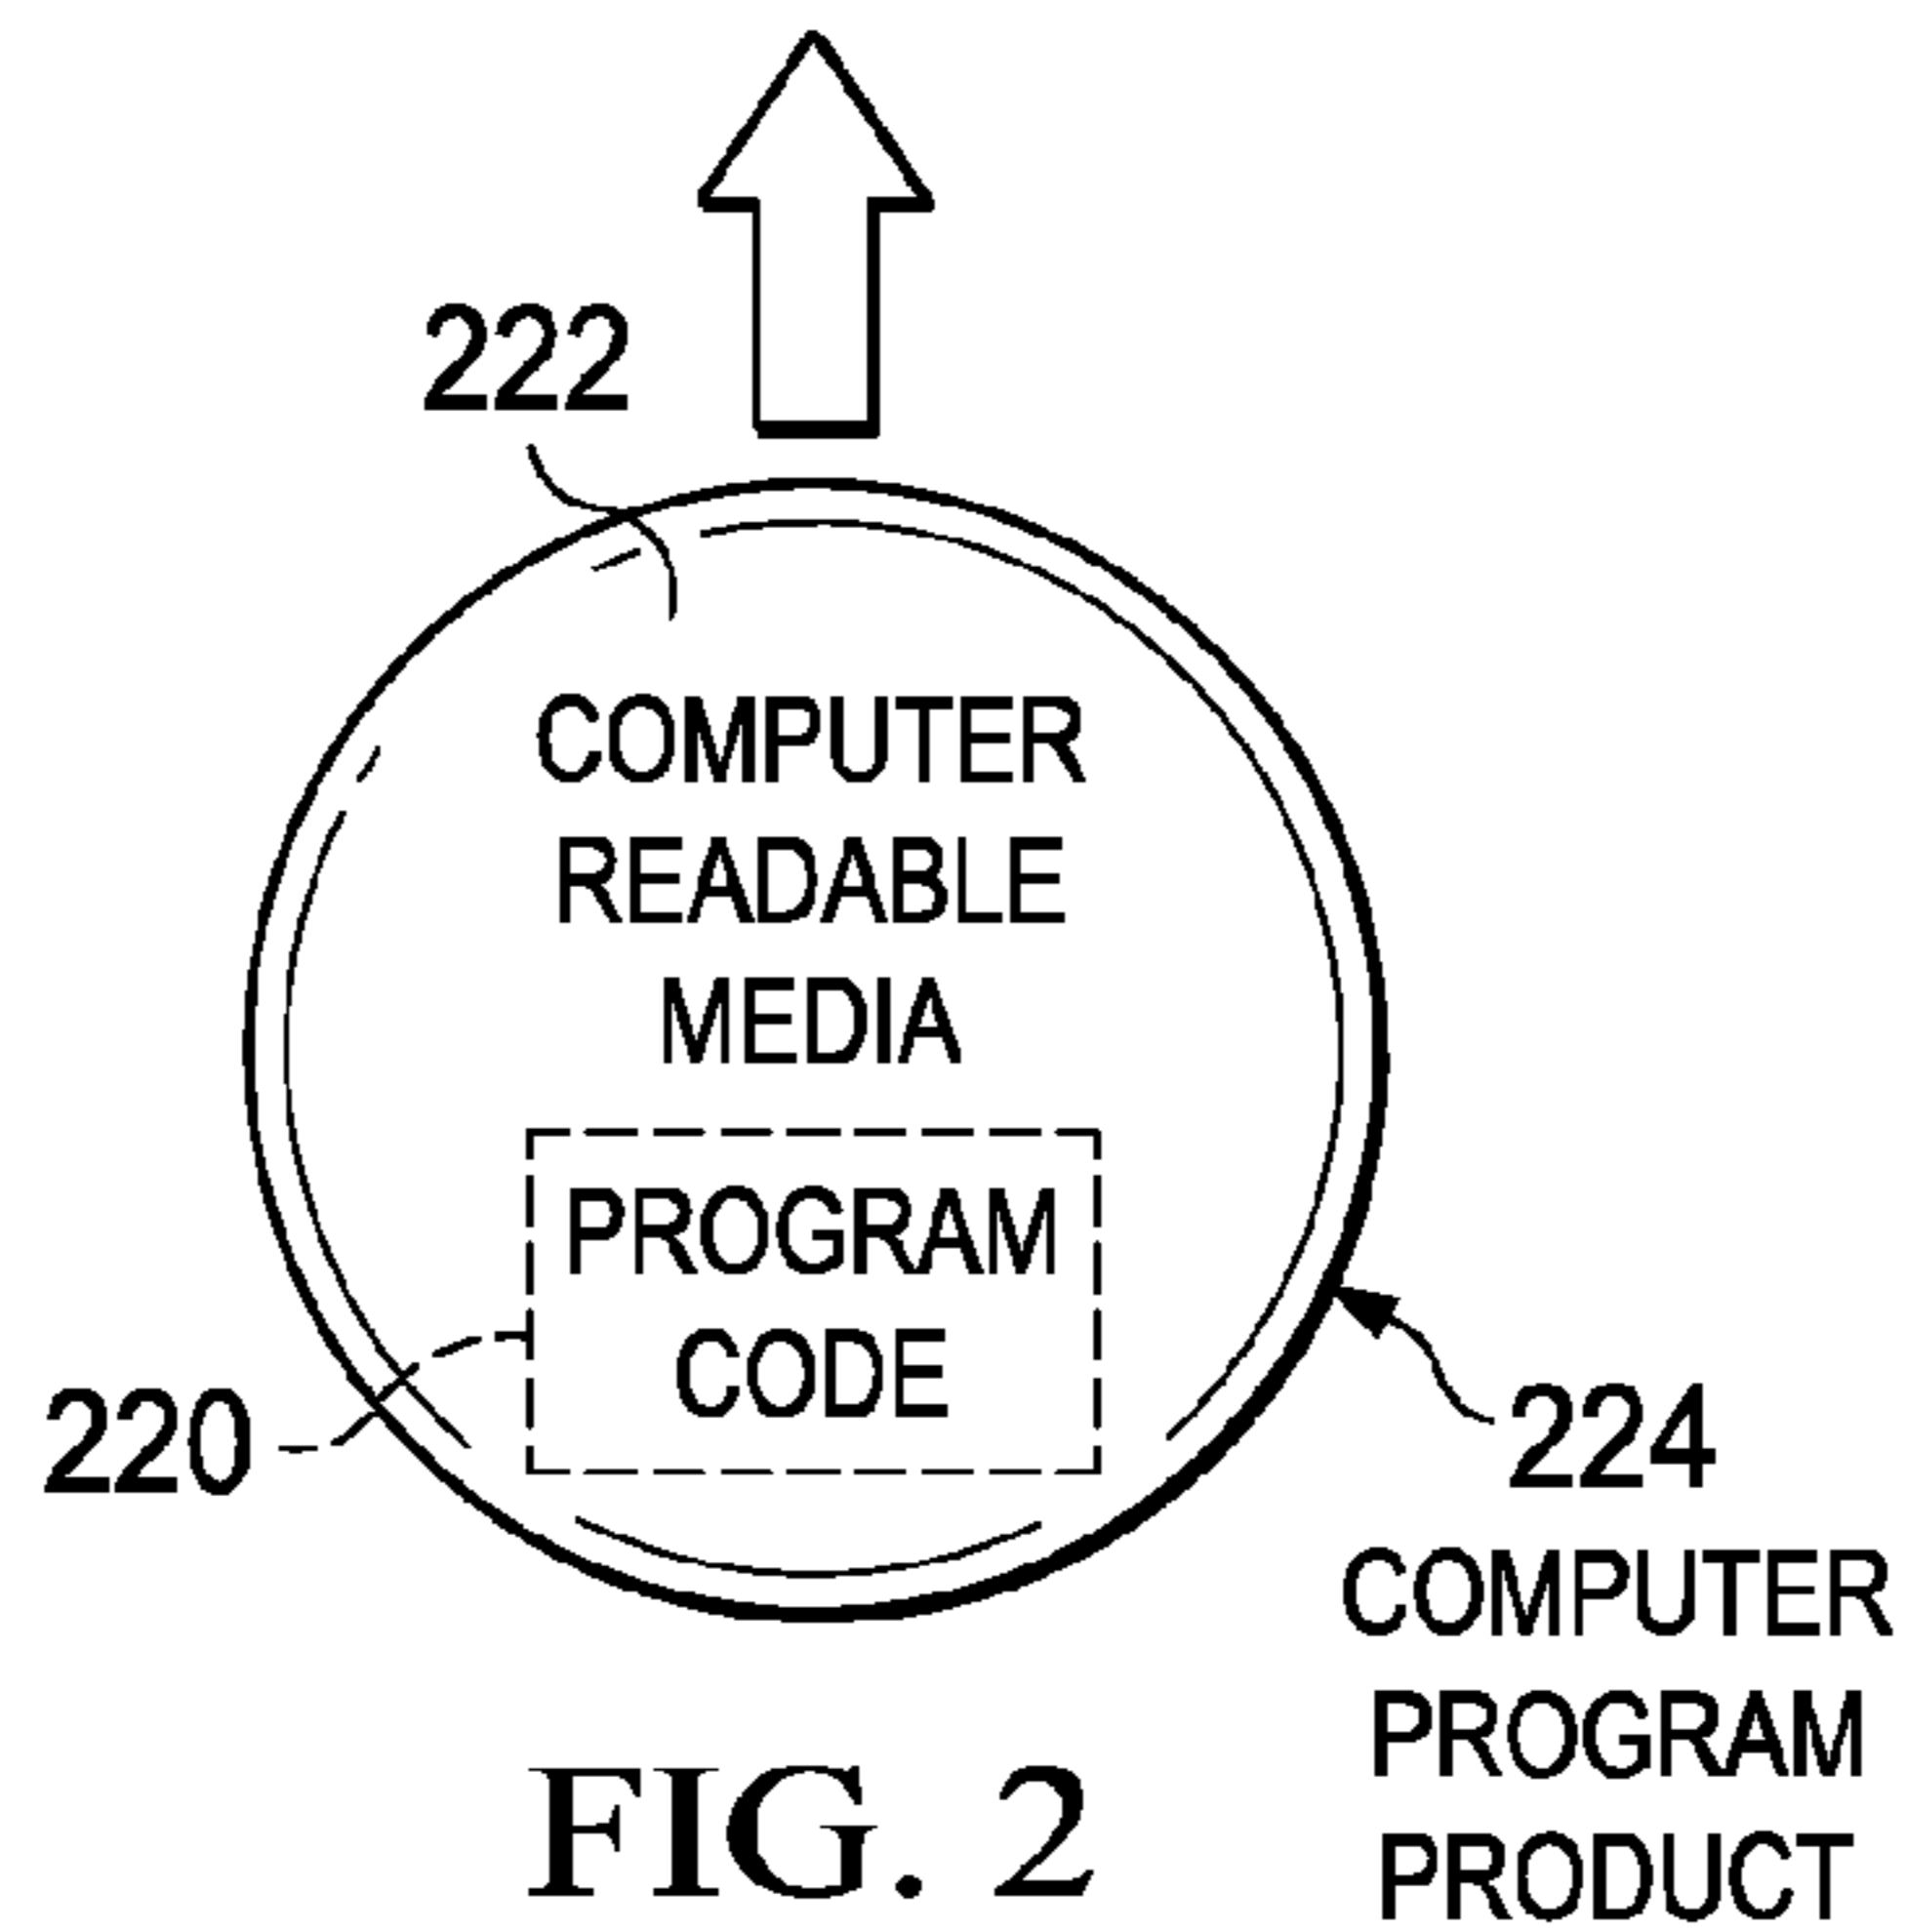 222
COMPUTER
READABLE
MEDIA
PROGRAM
CODE
220
224
COMPUTER
PROGRAM
PRODUCT
FIG. 2